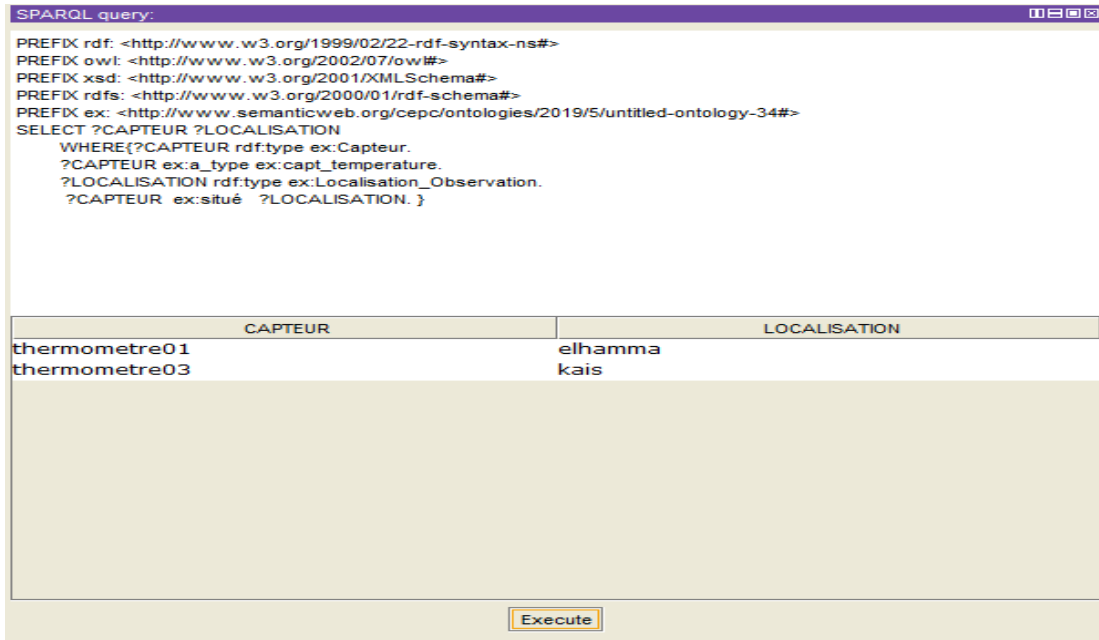 SPARQL query:
PREFIX rdf: <http://www.w3.org/1999/02/22-rdf-syntax-ns#>
PREFIX owl: <http://www.w3.org/2002/07/owl#>
PREFIX xsd: <http://www.w3.org/2001/XMLSchema#>
PREFIX rdfs: <http://www.w3.org/2000/01/rdf-schema#>
PREFIX ex: <http://www.semanticweb.org/cepc/ontologies/2019/5/untitled-ontology-34#>
SELECT ?CAPTEUR ?LOCALISATION
WHERE{?CAPTEUR rdf:type ex:Capteur.
?CAPTEUR ex:a_type ex:capt_temperature.
?LOCALISATION rdf:type ex:Localisation_Observation.
?CAPTEUR ex:situé ?LOCALISATION. }
CAPTEUR LOCALISATION
thermometre01 elhamma
thermometre03 kais
Execute